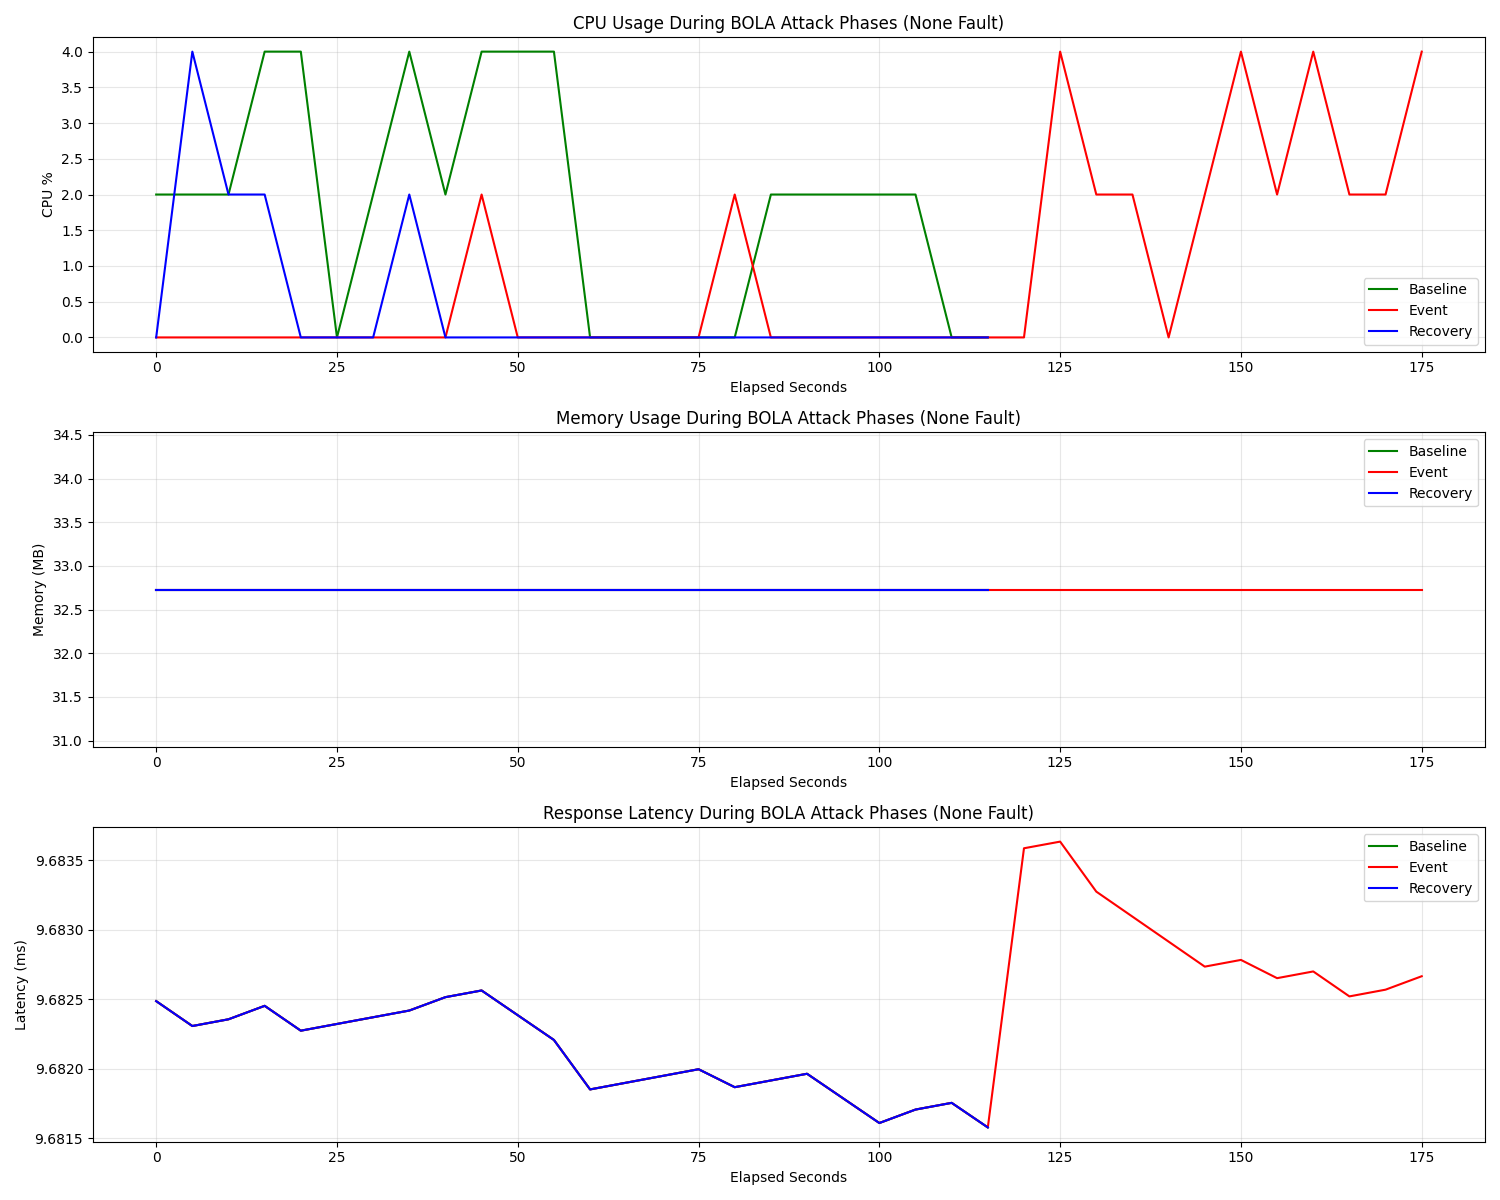 CPU Usage During BOLA Attack Phases (None Fault)
4.0
3.5
3.0
2.5
2.0
1.5
1.0
0.5
0.0
CPU %
Baseline
Event
Recovery
0 25 50 75 100 125 150 175
Elapsed Seconds
Memory Usage During BOLA Attack Phases (None Fault)
34.5
34.0
33.5
33.0
32.5
32.0
31.5
31.0
Memory (MB)
Baseline
Event
Recovery
0 25 50 75 100 125 150 175
Elapsed Seconds
Response Latency During BOLA Attack Phases (None Fault)
9.6835
9.6830
9.6825
9.6820
9.6815
Latency (ms)
Baseline
Event
Recovery
0 25 50 75 100 125 150 175
Elapsed Seconds